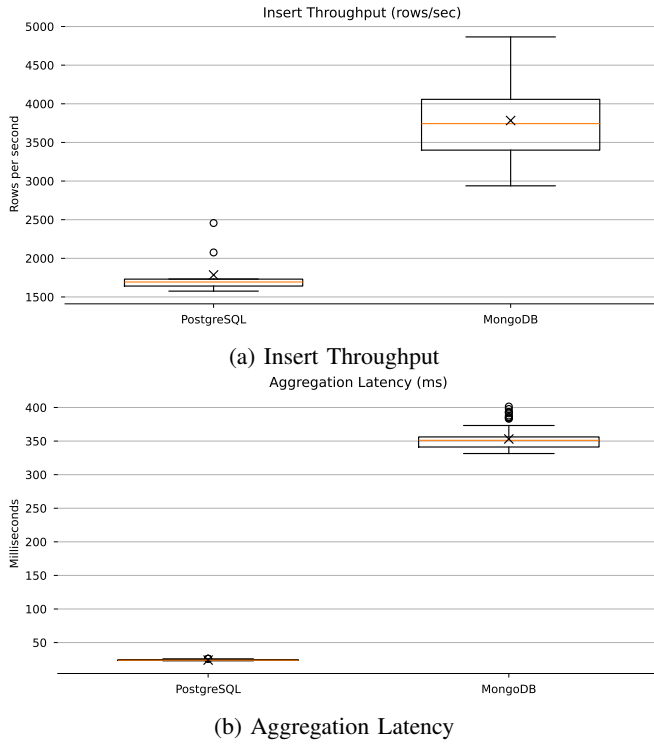 Insert Throughput (rows/sec)
5000
4500
4000
3500
3000
2500
2000
1500
Rows per second
PostgreSQL MongoDB
(a) Insert Throughput
Aggregation Latency (ms)
400
350
300
250
200
150
100
50
Milliseconds
PostgreSQL MongoDB
(b) Aggregation Latency